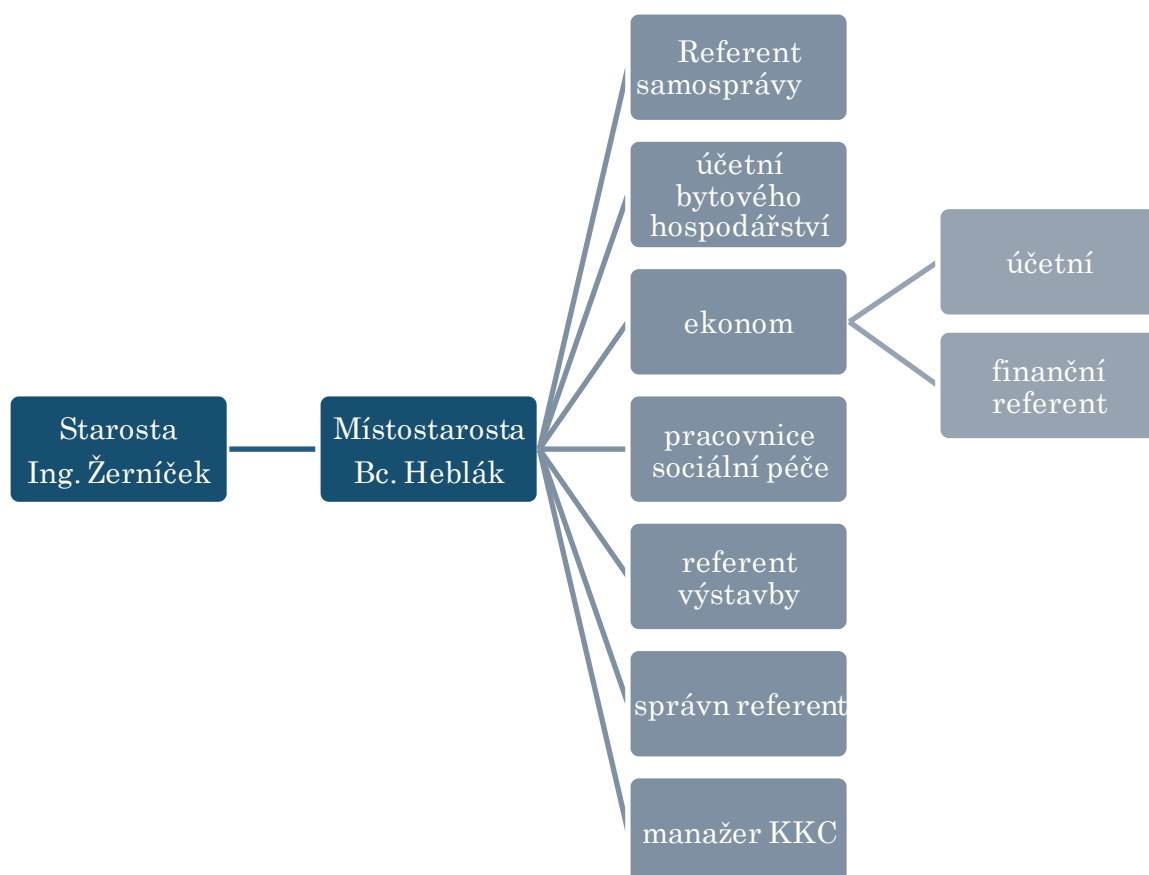 Referent
samosprávy
účetní
bytového
hospodářství
ekonom
účetní
finanční
referent
Starosta
Ing. Žerníček
Místostarosta
Bc. Heblák
pracovnice
sociální péče
referent
výstavby
správn referent
manažer KKC